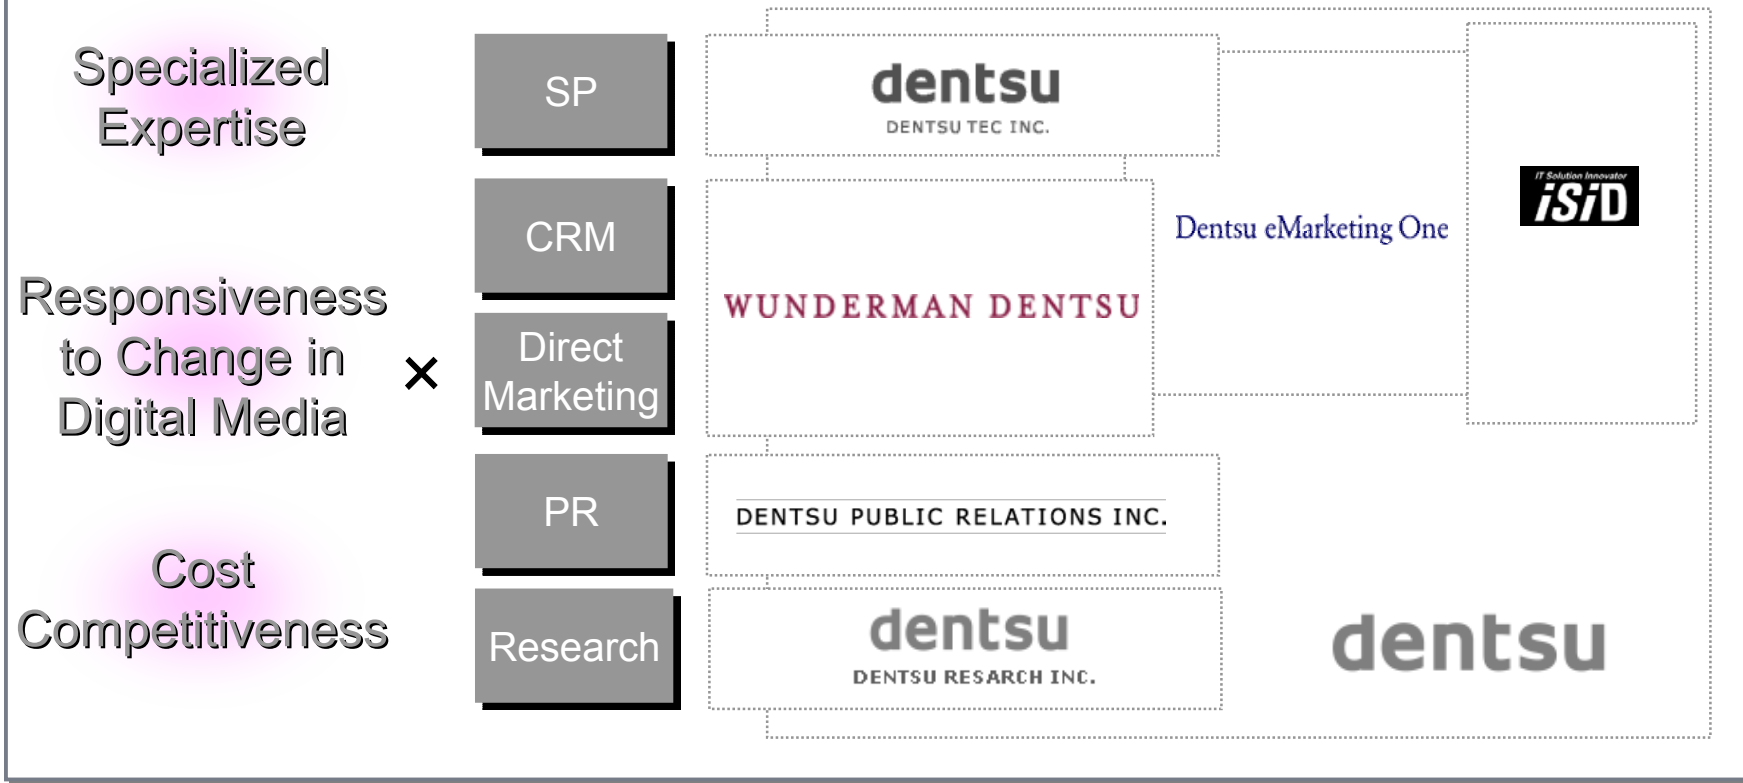 Specialized
Expertise
Responsiveness
to Change in
Digital Media
Cost
Competitiveness
×
SP
CRM
Direct
Marketing
PR
Research
dentsu
DENTSU TEC INC.
WUNDERMAN DENTSU
Dentsu eMarketing One
IT Solution Innovator
iSiD
DENTSU PUBLIC RELATIONS INC.
dentsu
DENTSU RESARCH INC.
dentsu